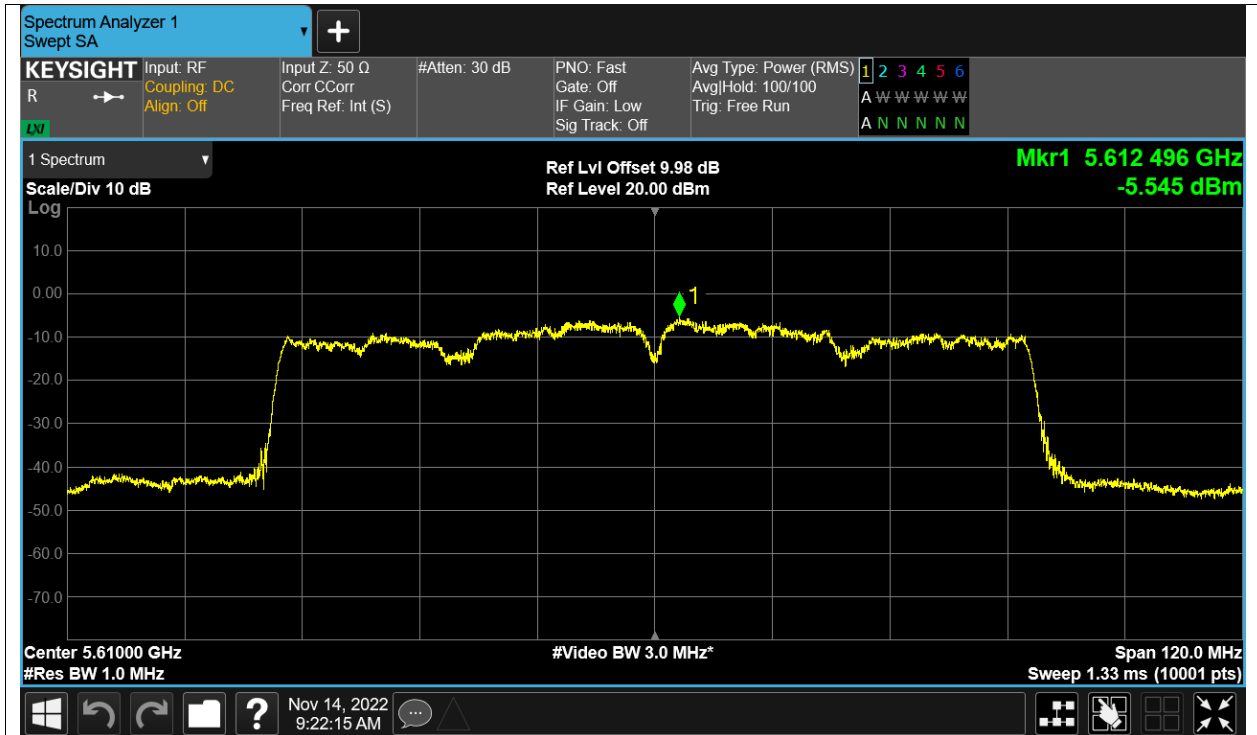 Spectrum Analyzer 1
Swept SA
+
KEYSIGHT
R
LXI
Input: RF
Coupling: DC
Align: Off
Input Z: 50 Ω
Corr CCorr
Freq Ref: Int (S)
#Atten: 30 dB
PNO: Fast
Gate: Off
IF Gain: Low
Sig Track: Off
Avg Type: Power (RMS)
Avg|Hold: 100/100
Trig: Free Run
1 2 3 4 5 6
A W W W W W
A N N N N N
1 Spectrum
Scale/Div 10 dB
Log
Ref Lvl Offset 9.98 dB
Ref Level 20.00 dBm
Mkr1 5.612 496 GHz
-5.545 dBm
10.0
0.00
1
-10.0
-20.0
-30.0
-40.0
-50.0
-60.0
-70.0
Center 5.61000 GHz
#Res BW 1.0 MHz
#Video BW 3.0 MHz*
Span 120.0 MHz
Sweep 1.33 ms (10001 pts)
?
Nov 14, 2022
9:22:15 AM